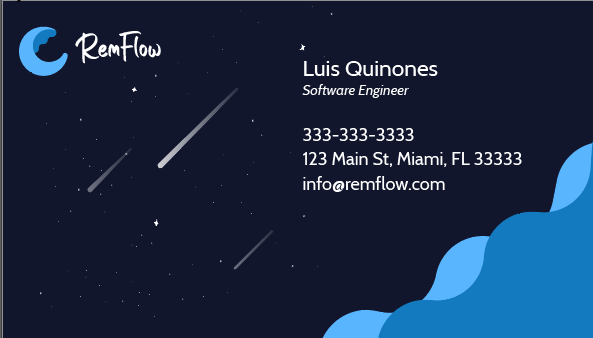 RemFlow
Luis Quinones
Software Engineer
333-333-3333
123 Main St, Miami, FL 33333
info@remflow.com